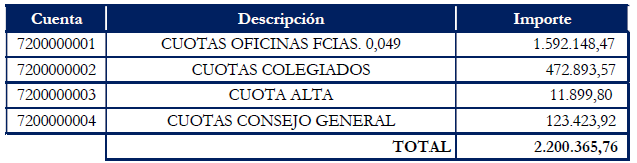 Cuenta Descripción Importe
7200000001 CUOTAS OFICINAS FCIAS. 0,049 1.592.148,47
7200000002 CUOTAS COLEGIADOS 472.893,57
7200000003 CUOTA ALTA 11.899,80
7200000004 CUOTAS CONSEJO GENERAL 123.423,92
TOTAL 2.200.365,76